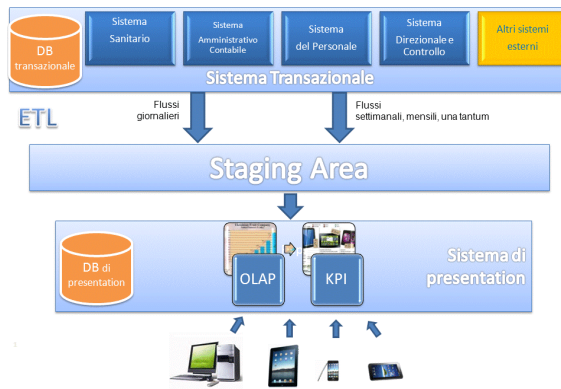 DB
transazionale
Sistema
Sanitario
Sistema
Amministrativo
Contabile
Sistema
del Personale
Sistema
Direzionale e
Controllo
Altri sistemi
esterni
Sistema Transazionale
ETL
Flussi
giornalieri
Flussi
settimanali, mensili, una tantum
Staging Area
DB di
presentation
OLAP
KPI
Sistema di
presentation